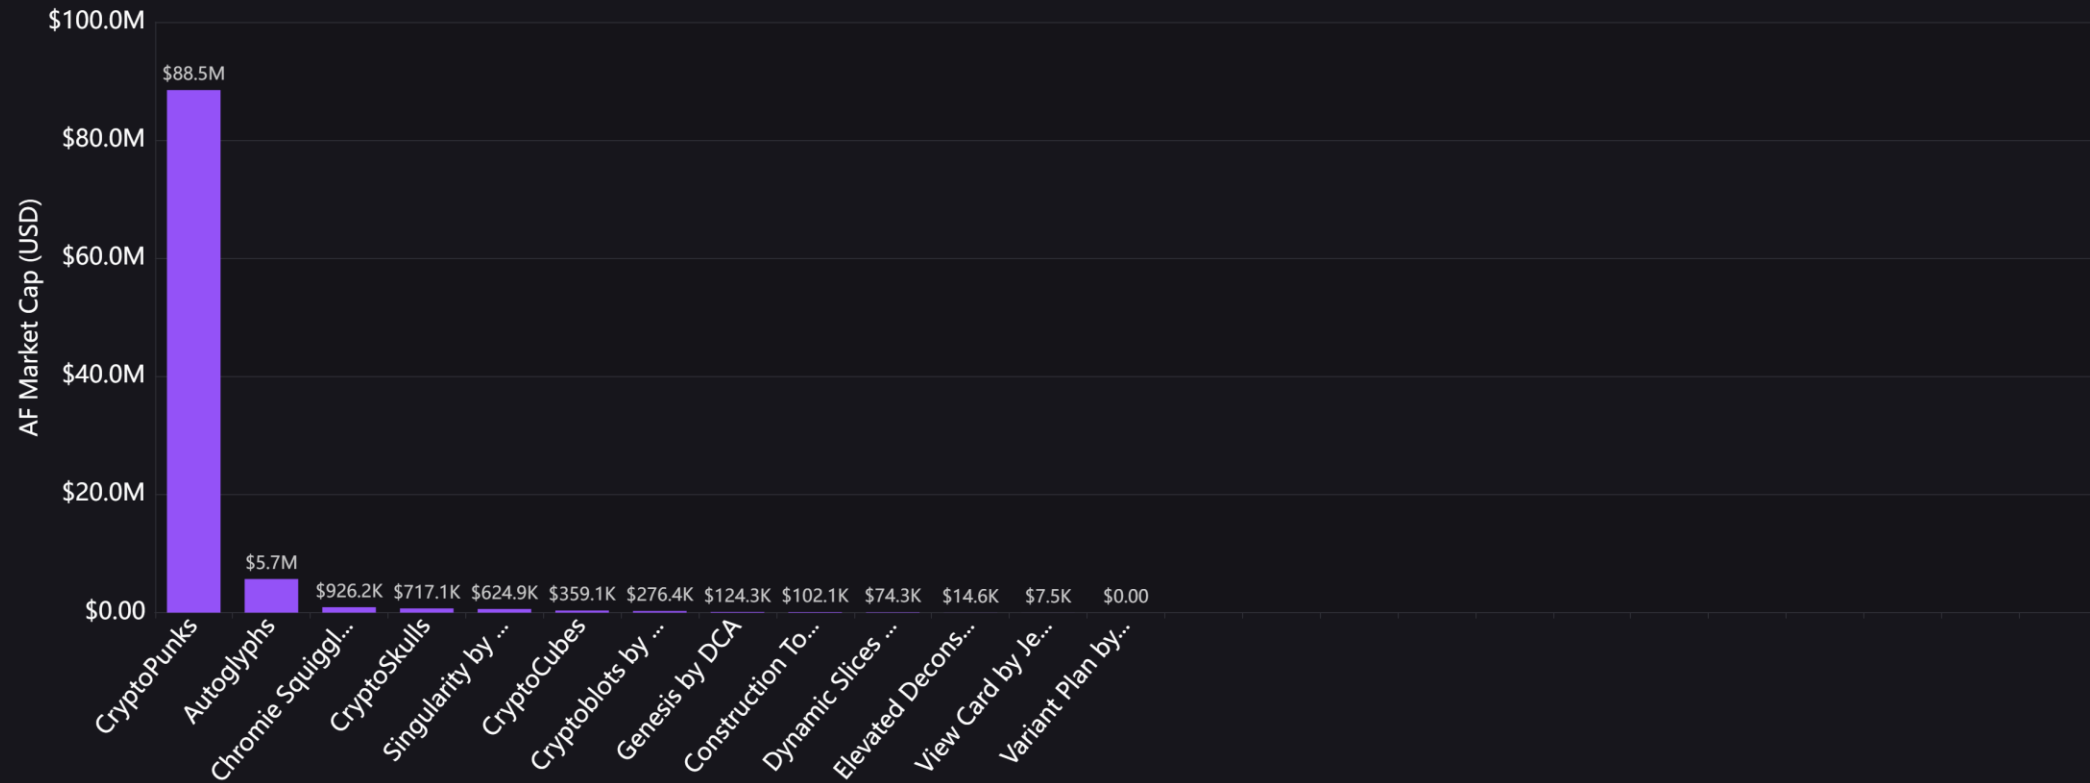 $100.0M
$80.0M
$60.0M
$40.0M
$20.0M
$0.00
AF Market Cap (USD)
$88.5M
$5.7M
$926.2K
$717.1K
$624.9K
$359.1K
$276.4K
$124.3K
$102.1K
$74.3K
$14.6K
$7.5K
$0.00
CryptoPunks
Autoglyphs
Chromie Squiggl...
CryptoSkulls
Singularity by ...
CryptoCubes
Cryptoblots by ...
Genesis by DCA
Construction To...
Dynamic Slices ...
Elevated Decons...
View Card by Je...
Variant Plan by...